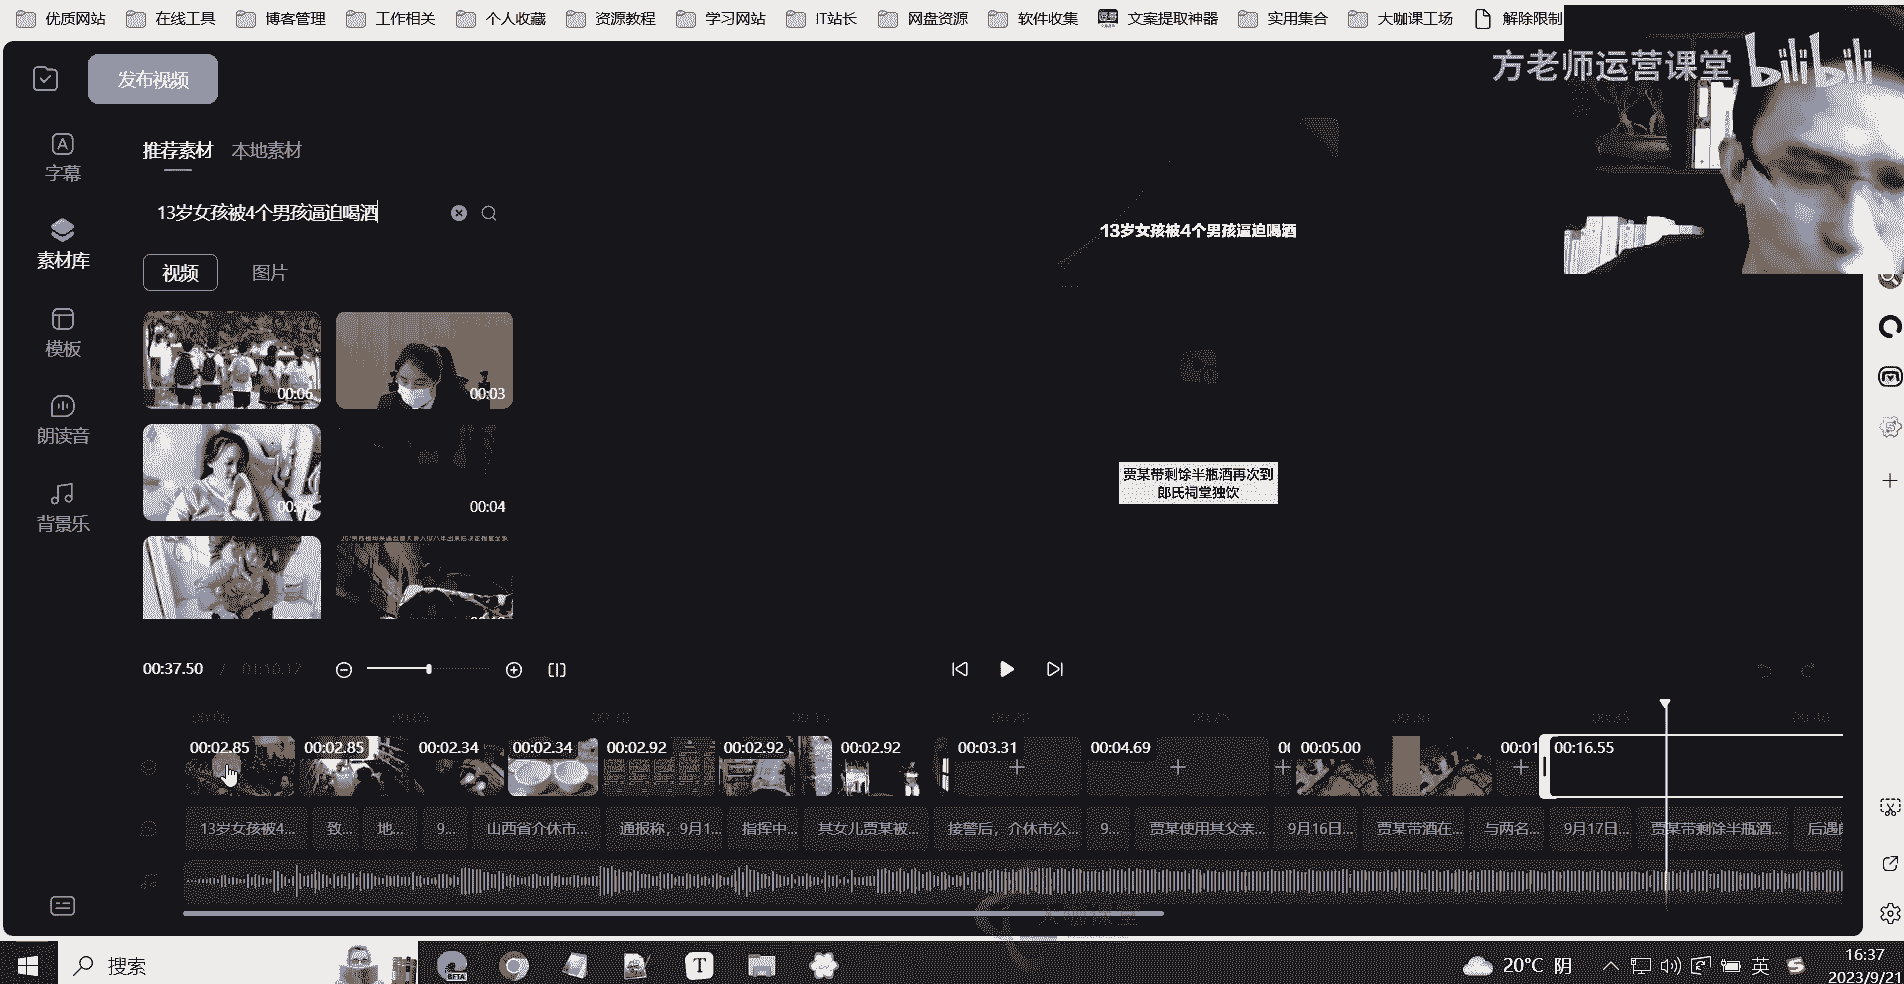 优质网站
在线工具
博客管理
工作相关
个人收藏
资源教程
学习网站
IT站长
网盘资源
软件收集
文案提取神器
实用集合
大咖课工场
解除限制
方老师运营课堂
bilibili
发布视频
字幕
素材库
模板
朗读音
背景乐
推荐素材
本地素材
13岁女孩被4个男孩逼迫喝酒
视频
图片
00:06
00:03
00:04
13岁女孩被4个男孩逼迫喝酒
贾某带剩馀半瓶酒再次到
郎氏祠堂独饮
00:37.50
/
00:02.85
00:02.85
00:02.34
00:02.34
00:02.92
00:02.92
00:02.92
00:03.31
00:04.69
00:05.00
00:01
00:16.55
13岁女孩被4...
致...
地...
9...
山西省介休市...
通报称，9月1...
指挥中...
其女儿贾某被...
接警后，介休市公...
9...
贾某使用其父亲...
9月16日...
贾某带酒在...
与两名...
9月17日...
贾某带剩馀半瓶酒...
搜索
BETA
T
20°C 阴
英
16:37
2023/9/21